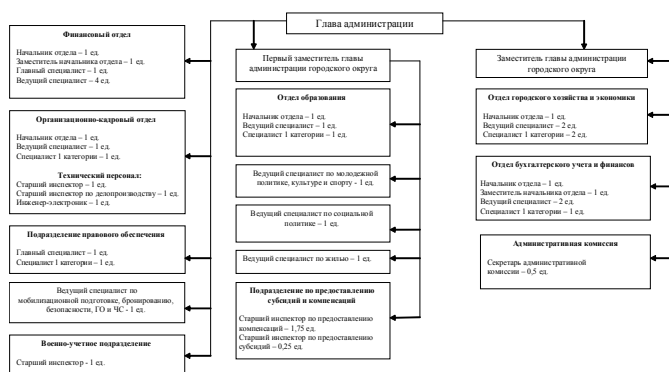 Глава администрации
Финансовый отдел
Начальник отдела – 1 ед.
Заместитель начальника отдела – 1 ед.
Главный специалист – 1 ед.
Ведущий специалист – 4 ед.
Организационно-кадровый отдел
Начальник отдела – 1 ед.
Ведущий специалист – 1 ед.
Специалист 1 категории – 1 ед.
Технический персонал:
Старший инспектор – 1 ед.
Старший инспектор по делопроизводству – 1 ед.
Инженер-электроник – 1 ед.
Подразделение правового обеспечения
Главный специалист – 1 ед.
Специалист 1 категории – 1 ед.
Ведущий специалист по
мобилизационной подготовке, бронированию,
безопасности, ГО и ЧС - 1 ед.
Военно-учетное подразделение
Старший инспектор - 1 ед.
Первый заместитель главы
администрации городского округа
Отдел образования
Начальник отдела – 1 ед.
Ведущий специалист – 1 ед.
Специалист 1 категории – 1 ед.
Ведущий специалист по молодежной
политике, культуре и спорту - 1 ед.
Ведущий специалист по социальной
политике – 1 ед.
Ведущий специалист по жилью – 1 ед.
Подразделение по предоставлению
субсидий и компенсаций
Старший инспектор по предоставлению
компенсаций – 1,75 ед.
Старший инспектор по предоставлению
субсидий – 0,25 ед.
Заместитель главы администрации
городского округа
Отдел городского хозяйства и экономики
Начальник отдела – 1 ед.
Ведущий специалист – 2 ед.
Специалист 1 категории – 2 ед.
Отдел бухгалтерского учета и финансов
Начальник отдела – 1 ед.
Заместитель начальника отдела – 1 ед.
Ведущий специалист – 2 ед.
Специалист 1 категории – 1 ед.
Административная комиссия
Секретарь административной
комиссии – 0,5 ед.